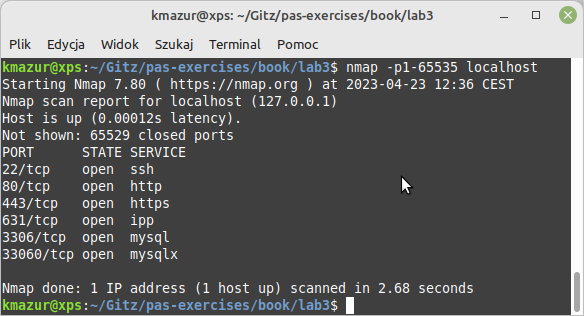 kmazur@xps: ~/Gitz/pas-exercises/book/lab3
Plik Edycja Widok Szukaj Terminal Pomoc
kmazur@xps:~/Gitz/pas-exercises/book/lab3$ nmap -p1-65535 localhost
Starting Nmap 7.80 ( https://nmap.org ) at 2023-04-23 12:36 CEST
Nmap scan report for localhost (127.0.0.1)
Host is up (0.00012s latency).
Not shown: 65529 closed ports
PORT      STATE SERVICE
22/tcp    open  ssh
80/tcp    open  http
443/tcp   open  https
631/tcp   open  ipp
3306/tcp  open  mysql
33060/tcp open  mysqlx
Nmap done: 1 IP address (1 host up) scanned in 2.68 seconds
kmazur@xps:~/Gitz/pas-exercises/book/lab3$